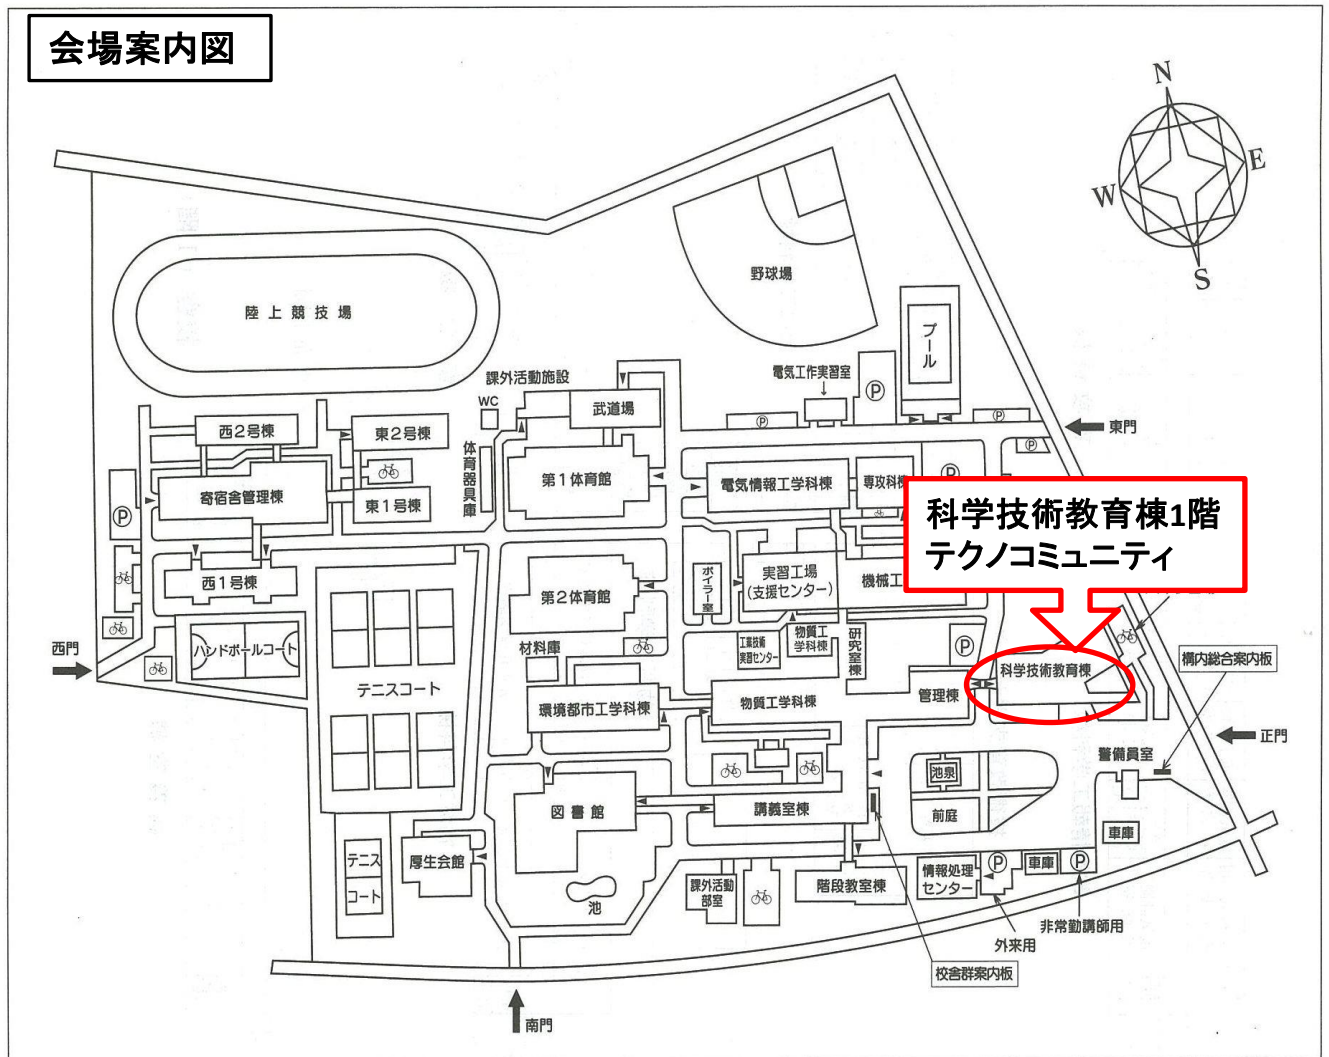 会場案内図
N
E
W
S
野球場
陸上競技場
プール
電気工作実習室
P
課外活動施設
WC
武道場
P
P
東門
P
西2号棟
東2号棟
体育器具庫
第1体育館
電気情報工学科棟
専攻科棟
P
寄宿舎管理棟
東1号棟
P
科学技術教育棟1階
テクノコミュニティ
西1号棟
第2体育館
ボイラー室
実習工場
(支援センター)
機械工
西門
ハンドボールコート
材料庫
工業技術
実習センター
物質工
学科棟
研究室棟
P
科学技術教育棟
構内総合案内板
テニスコート
環境都市工学科棟
物質工学科棟
管理棟
正門
警備員室
池泉
前庭
図書館
講義室棟
車庫
テニス
コート
厚生会館
池
課外活動
部室
階段教室棟
情報処理
センター
P
車庫
P
非常勤講師用
外来用
校舎群案内板
南門